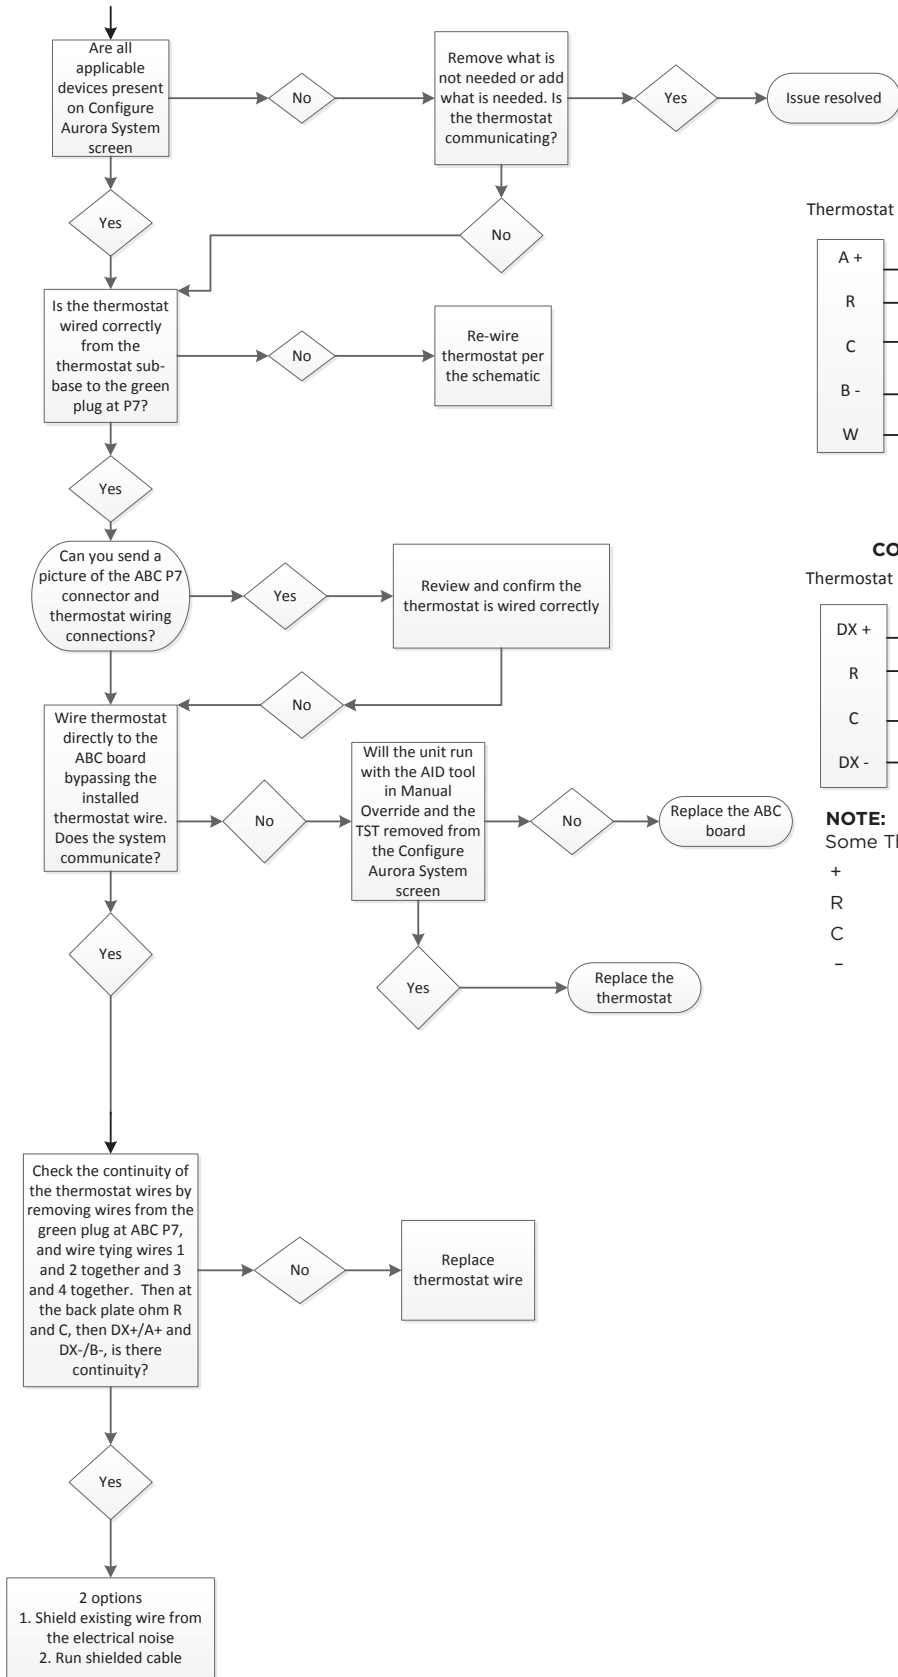 Are all
applicable
devices present
on Configure
Aurora System
screen
No
Remove what is
not needed or add
what is needed. Is
the thermostat
communicating?
Yes
Issue resolved
Yes
No
Thermostat
A +
R
C
B -
W
Is the thermostat
wired correctly
from the
thermostat sub-
base to the green
plug at P7?
No
Re-wire
thermostat per
the schematic
Yes
Can you send a
picture of the ABC P7
connector and
thermostat wiring
connections?
Yes
Review and confirm the
thermostat is wired correctly
No
CO
Thermostat
DX +
R
C
DX -
NOTE:
Some Th
+
R
C
-
Wire thermostat
directly to the
ABC board
bypassing the
installed
thermostat wire.
Does the system
communicate?
No
Will the unit run
with the AID tool
in Manual
Override and the
TST removed from
the Configure
Aurora System
screen
No
Replace the ABC
board
Yes
Yes
Replace the
thermostat
Check the continuity of
the thermostat wires by
removing wires from the
green plug at ABC P7,
and wire tying wires 1
and 2 together and 3
and 4 together. Then at
the back plate ohm R
and C, then DX+/A+ and
DX-/B-, is there
continuity?
No
Replace
thermostat wire
Yes
2 options
1. Shield existing wire from
the electrical noise
2. Run shielded cable